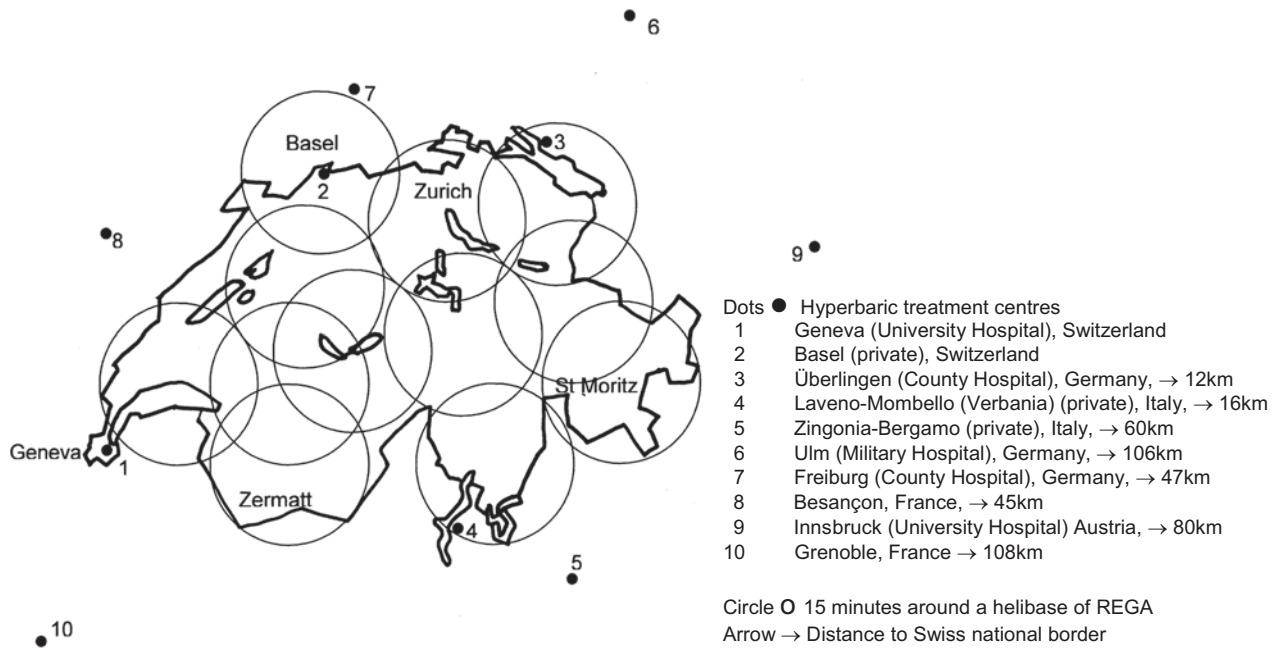 6
7
Basel
3
2
Zurich
8
9
St Moritz
Geneva
1
Zermatt
4
5
10
Dots ● Hyperbaric treatment centres
1 Geneva (University Hospital), Switzerland
2 Basel (private), Switzerland
3 Überlingen (County Hospital), Germany, → 12km
4 Laveno-Mombello (Verbania) (private), Italy, → 16km
5 Zingonia-Bergamo (private), Italy, → 60km
6 Ulm (Military Hospital), Germany, → 106km
7 Freiburg (County Hospital), Germany, → 47km
8 Besançon, France, → 45km
9 Innsbruck (University Hospital) Austria, → 80km
10 Grenoble, France → 108km
Circle O 15 minutes around a helibase of REGA
Arrow → Distance to Swiss national border